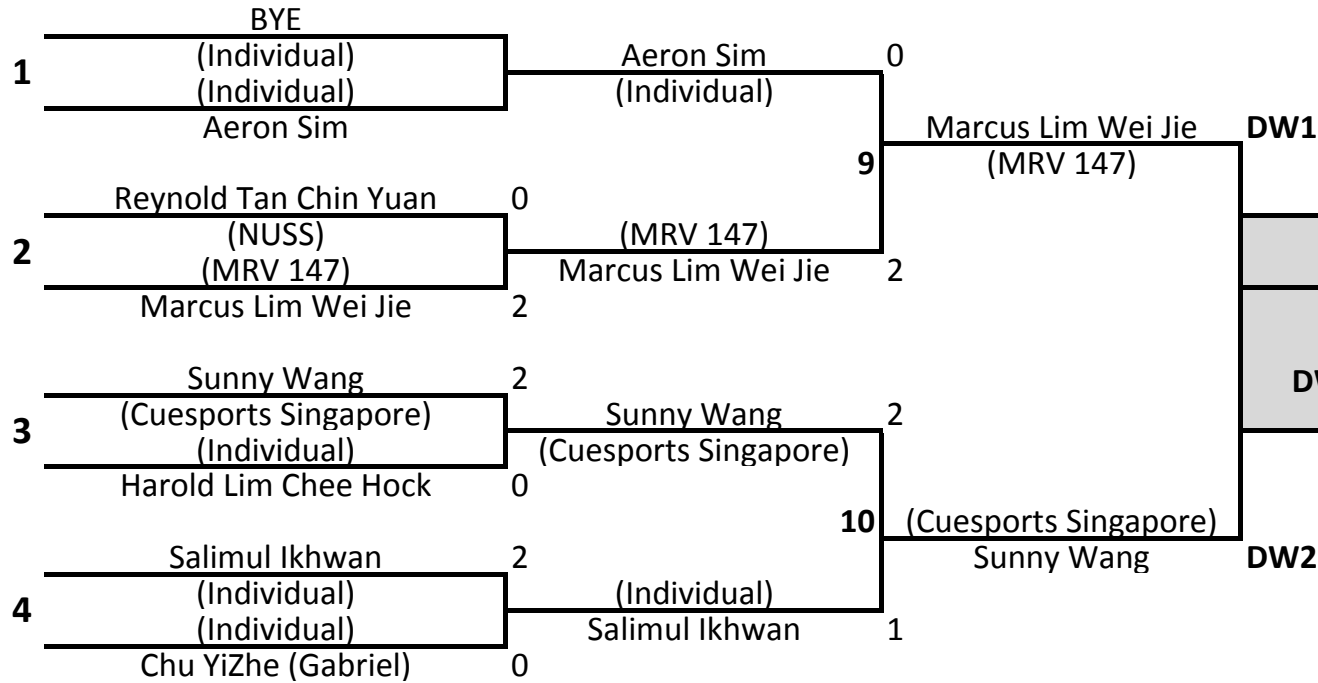 BYE
1
(Individual)
(Individual)
Aeron Sim
Aeron Sim 0
(Individual)
Marcus Lim Wei Jie DW1
(MRV 147)
9
Reynold Tan Chin Yuan 0
2
(NUSS)
(MRV 147)
Marcus Lim Wei Jie 2
(MRV 147)
Marcus Lim Wei Jie 2
Sunny Wang 2
3
(Cuesports Singapore)
(Individual)
Harold Lim Chee Hock 0
Sunny Wang 2
(Cuesports Singapore)
10
(Cuesports Singapore)
Sunny Wang DW2
Salimul Ikhwan 2
4
(Individual)
(Individual)
Chu YiZhe (Gabriel) 0
(Individual)
Salimul Ikhwan 1